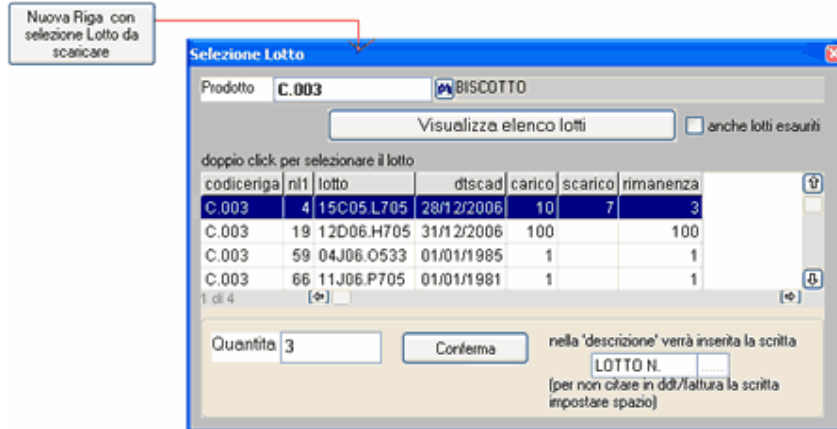 Nuova Riga con
selezione Lotto da
scaricare
Selezione Lotto
Prodotto C.003 BISCOTTO
Visualizza elenco lotti anche lotti esauriti
doppio click per selezionare il lotto
codiceriga nl1 lotto dtscad carico scarico rimanenza
C.003 4 15C05.L705 28/12/2006 10 7 3
C.003 19 12D06.H705 31/12/2006 100 100
C.003 59 04J06.O533 01/01/1985 1 1
C.003 66 11J06.P705 01/01/1981 1 1
1 di 4
Quantita 3 Conferma nella 'descrizione' verrà inserita la scritta
LOTTO N. ......
(per non citare in ddt/fattura la scritta
impostare spazio)